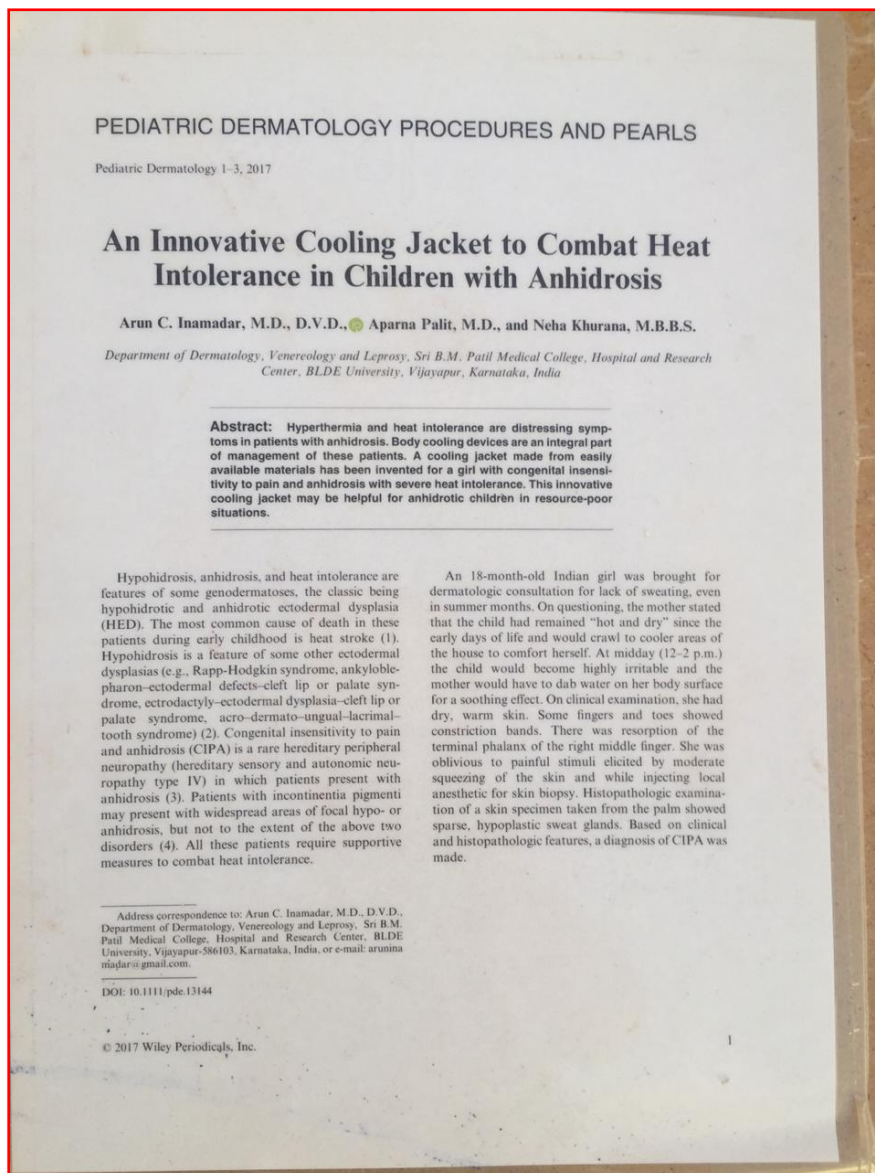 PEDIATRIC DERMATOLOGY PROCEDURES AND PEARLS
Pediatric Dermatology 1–3, 2017
An Innovative Cooling Jacket to Combat Heat
Intolerance in Children with Anhidrosis
Arun C. Inamadar, M.D., D.V.D., Aparna Palit, M.D., and Neha Khurana, M.B.B.S.
Department of Dermatology, Venereology and Leprosy, Sri B.M. Patil Medical College, Hospital and Research
Center, BLDE University, Vijayapur, Karnataka, India
Abstract: Hyperthermia and heat intolerance are distressing symp-
toms in patients with anhidrosis. Body cooling devices are an integral part
of management of these patients. A cooling jacket made from easily
available materials has been invented for a girl with congenital insensi-
tivity to pain and anhidrosis with severe heat intolerance. This innovative
cooling jacket may be helpful for anhidrotic children in resource-poor
situations.
Hypohidrosis, anhidrosis, and heat intolerance are
features of some genodermatoses, the classic being
hypohidrotic and anhidrotic ectodermal dysplasia
(HED). The most common cause of death in these
patients during early childhood is heat stroke (1).
Hypohidrosis is a feature of some other ectodermal
dysplasias (e.g., Rapp-Hodgkin syndrome, ankyloble-
pharon–ectodermal defects–cleft lip or palate syn-
drome, ectrodactyly–ectodermal dysplasia–cleft lip or
palate syndrome, acro–dermato–ungual–lacrimal–
tooth syndrome) (2). Congenital insensitivity to pain
and anhidrosis (CIPA) is a rare hereditary peripheral
neuropathy (hereditary sensory and autonomic neu-
ropathy type IV) in which patients present with
anhidrosis (3). Patients with incontinentia pigmenti
may present with widespread areas of focal hypo- or
anhidrosis, but not to the extent of the above two
disorders (4). All these patients require supportive
measures to combat heat intolerance.
An 18-month-old Indian girl was brought for
dermatologic consultation for lack of sweating, even
in summer months. On questioning, the mother stated
that the child had remained “hot and dry” since the
early days of life and would crawl to cooler areas of
the house to comfort herself. At midday (12–2 p.m.)
the child would become highly irritable and the
mother would have to dab water on her body surface
for a soothing effect. On clinical examination, she had
dry, warm skin. Some fingers and toes showed
constriction bands. There was resorption of the
terminal phalanx of the right middle finger. She was
oblivious to painful stimuli elicited by moderate
squeezing of the skin and while injecting local
anesthetic for skin biopsy. Histopathologic examina-
tion of a skin specimen taken from the palm showed
sparse, hypoplastic sweat glands. Based on clinical
and histopathologic features, a diagnosis of CIPA was
made.
Address correspondence to: Arun C. Inamadar, M.D., D.V.D.,
Department of Dermatology, Venereology and Leprosy, Sri B.M.
Patil Medical College, Hospital and Research Center, BLDE
University, Vijayapur-586103, Karnataka, India, or e-mail: arunina
madar@gmail.com.
DOI: 10.1111/pde.13144
© 2017 Wiley Periodicals, Inc.
1